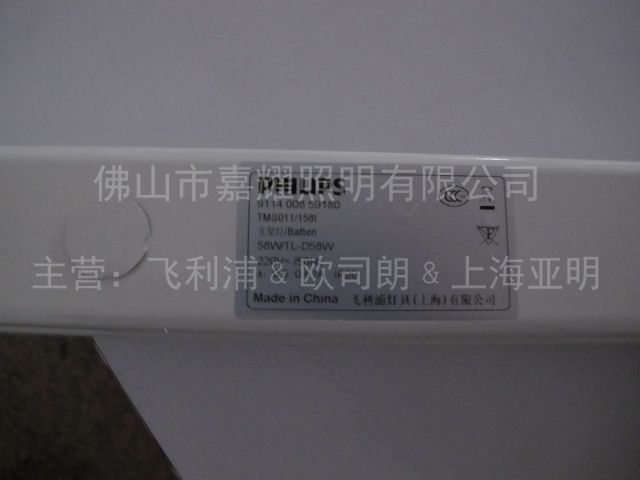 佛山市嘉耀照明有限公司
PHILIPS
9114 008 59180
TMS011/158I
支架灯/Batten
58W/TL-D58W
220V~
主营：飞利浦＆欧司朗＆上海亚明
Made in China 飞利浦灯具(上海)有限公司